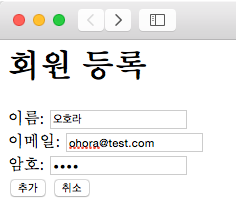 회원 등록
이름: 오호라
이메일: ohora@test.com
암호: ••••
추가 취소